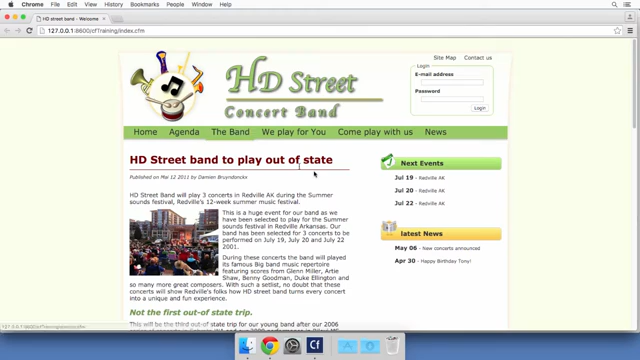 Chrome File Edit View History Bookmarks People Window Help
HD Street band - Welcome
127.0.0.1:8600/cfTraining/index.cfm
Site Map Contact us
Login
E-mail address
Password
Login
HD Street
Concert Band
Home Agenda The Band We play for You Come play with us News
HD Street band to play out of state
Published on Mai 12 2011 by Damien Bruyndonckx
HD Street Band will play 3 concerts in Redville AK during the Summer
sounds festival, Redville's 12-week summer music festival.
This is a huge event for our band as we
have been selected to play for the Summer
sounds festival in Redville Arkansas. Our
band has been selected for 3 concerts to be
performed on July 19, July 20 and July 22
2001.
During these concerts the band will played
its famous Big band music repertoire
featuring scores from Glenn Miller, Artie
Shaw, Benny Goodman, Duke Ellington and
so many more great composers. With such a setlist, no doubt that these
concerts will show Redville's folks how HD street band turns every concert
into a unique and fun experience.
Not the first out-of state trip.
This will be the third out-of state trip for our young band after our 2006
Next Events
Jul 19 - Redville AK
Jul 20 - Redville AK
Jul 22 - Redville AK
latest News
May 06 - New concerts announced
Apr 30 - Happy Birthday Tony!
Cf